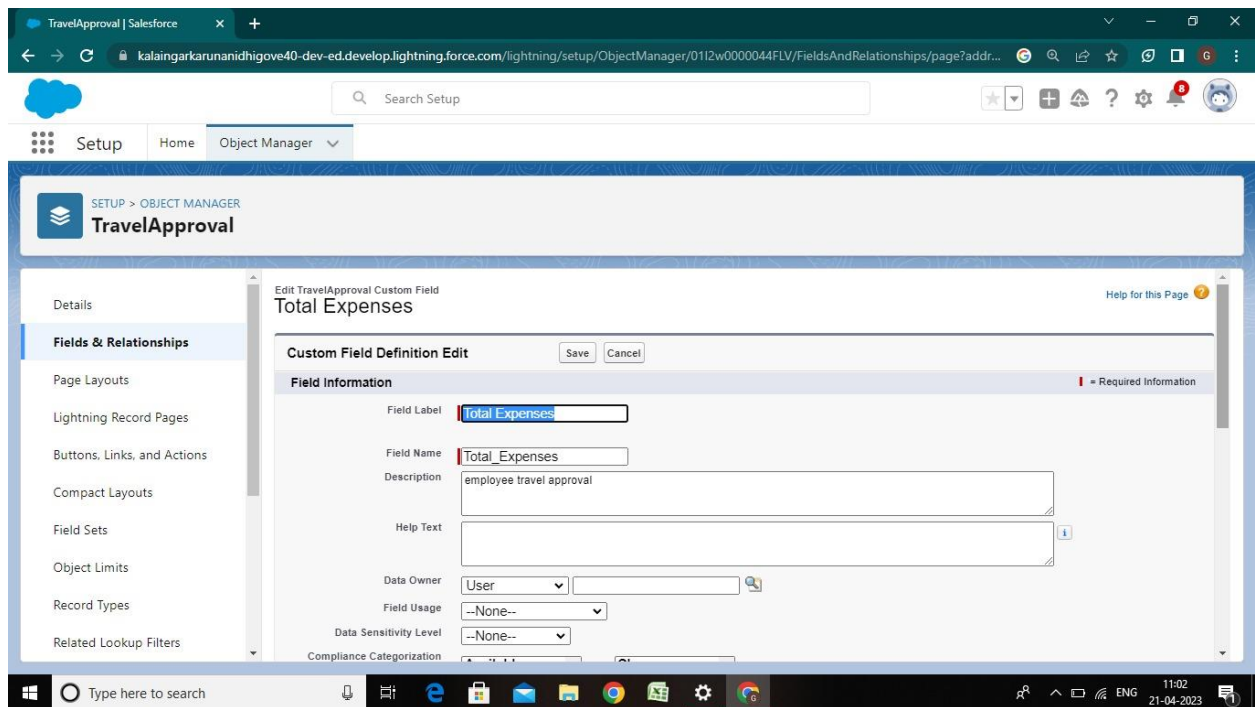 TravelApproval | Salesforce
kalaingarkarunanidhigove40-dev-ed.develop.lightning.force.com/lightning/setup/ObjectManager/01I2w0000044FLV/FieldsAndRelationships/page?addr...
G
Search Setup
8
Setup Home Object Manager
SETUP > OBJECT MANAGER
TravelApproval
Details
Fields & Relationships
Page Layouts
Lightning Record Pages
Buttons, Links, and Actions
Compact Layouts
Field Sets
Object Limits
Record Types
Related Lookup Filters
Edit TravelApproval Custom Field
Total Expenses
Help for this Page
Custom Field Definition Edit Save Cancel
Field Information = Required Information
Field Label Total Expenses
Field Name Total_Expenses
Description employee travel approval
Help Text
Data Owner User
Field Usage --None--
Data Sensitivity Level --None--
Compliance Categorization
Type here to search
ENG
11:02
21-04-2023